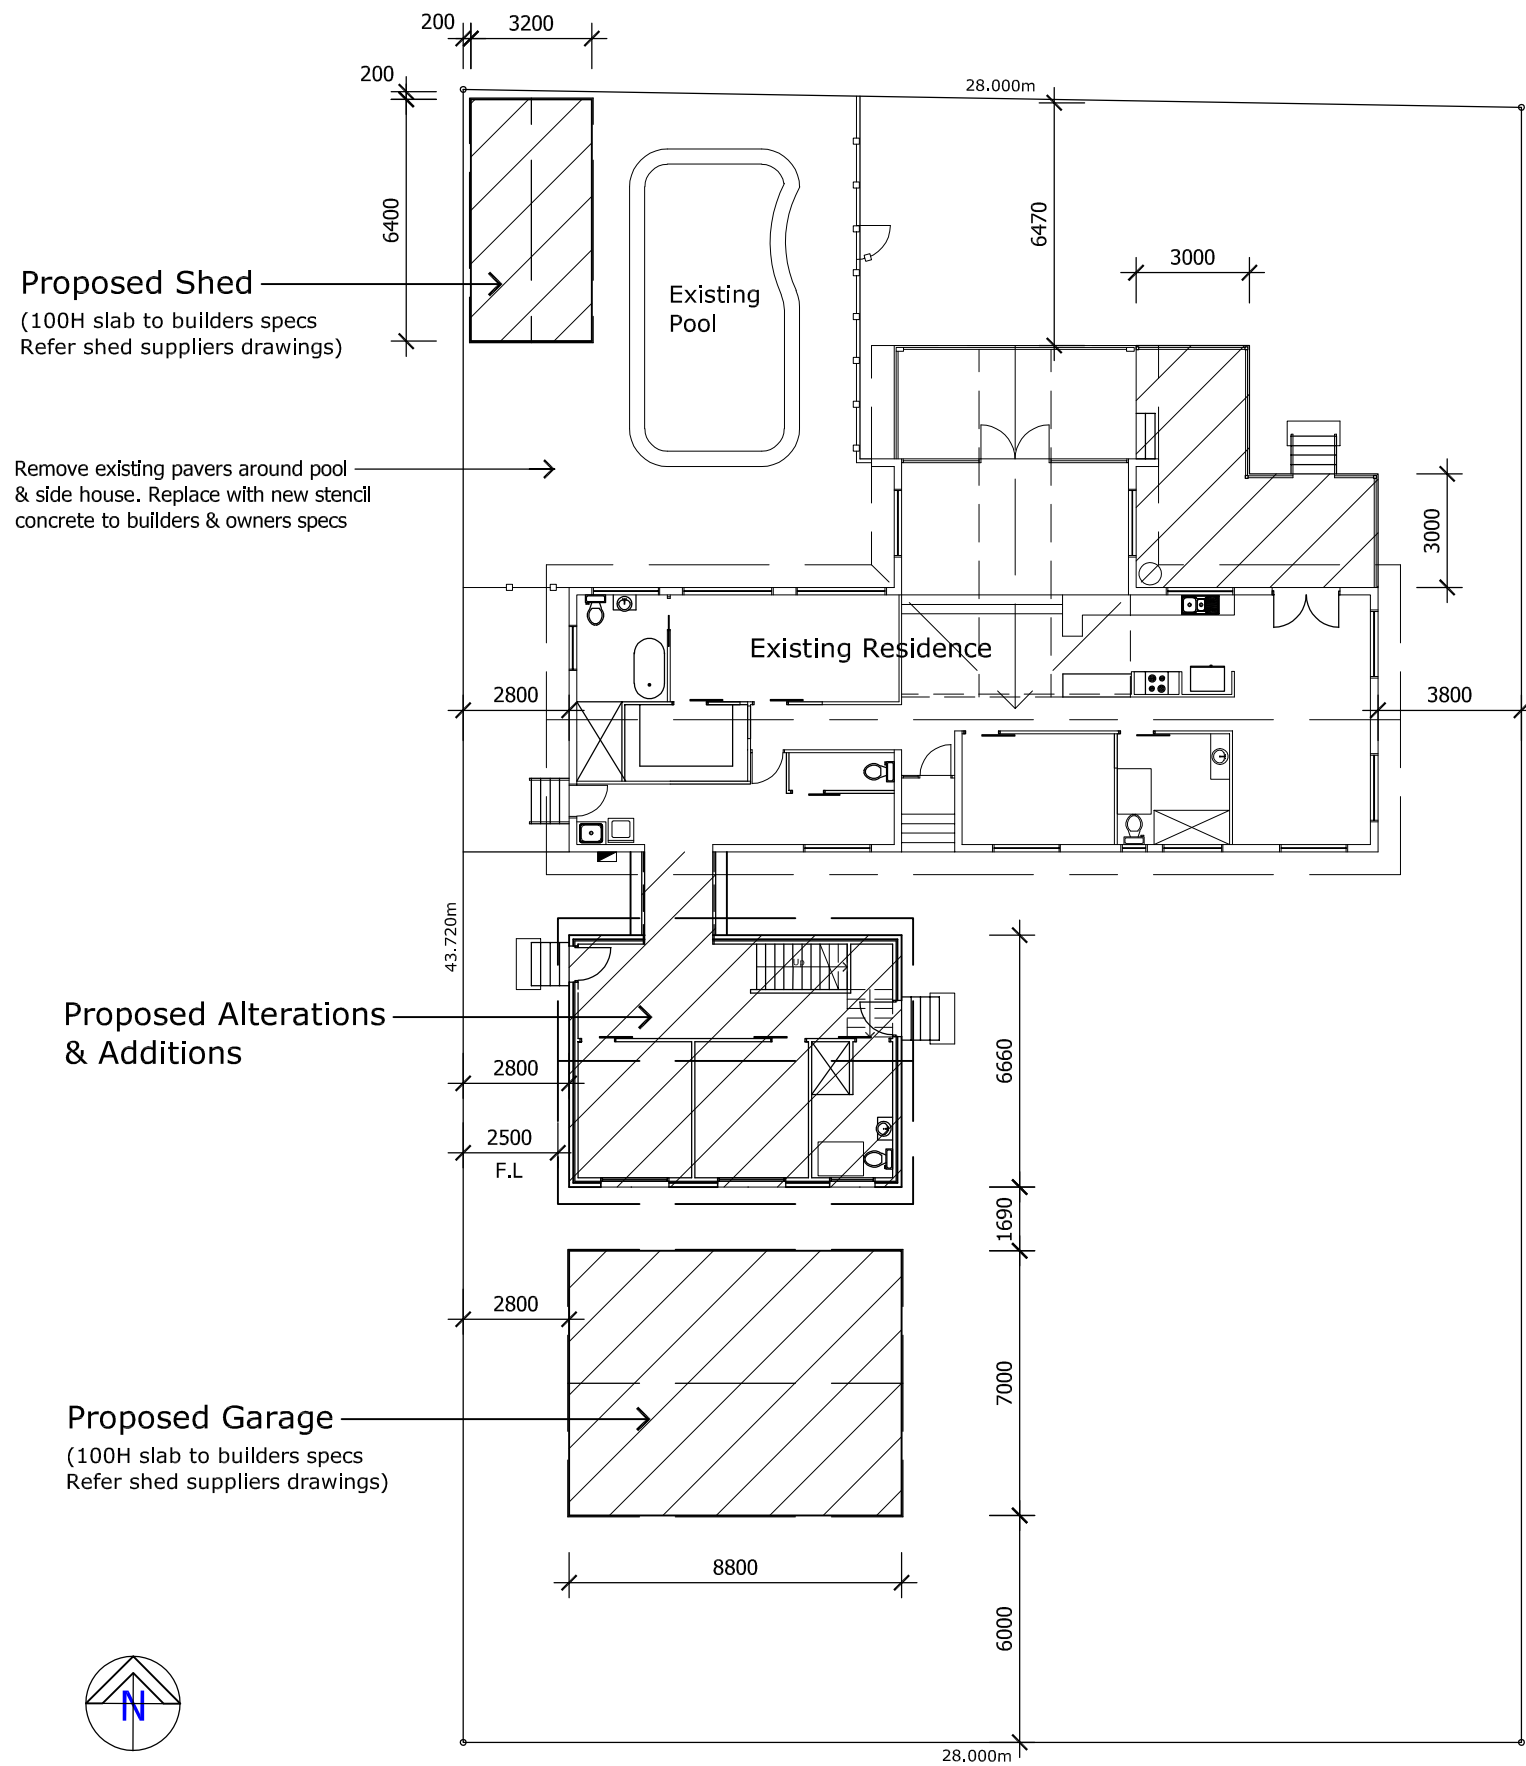 200
3200
200
28.000m
6400
6470
3000
Proposed Shed
(100H slab to builders specs
Refer shed suppliers drawings)
Existing
Pool
Remove existing pavers around pool
& side house. Replace with new stencil
concrete to builders & owners specs
3000
Existing Residence
2800
3800
43.720m
Up
Proposed Alterations
& Additions
2800
6660
2500
F.L
1690
2800
7000
Proposed Garage
(100H slab to builders specs
Refer shed suppliers drawings)
8800
6000
N
28.000m